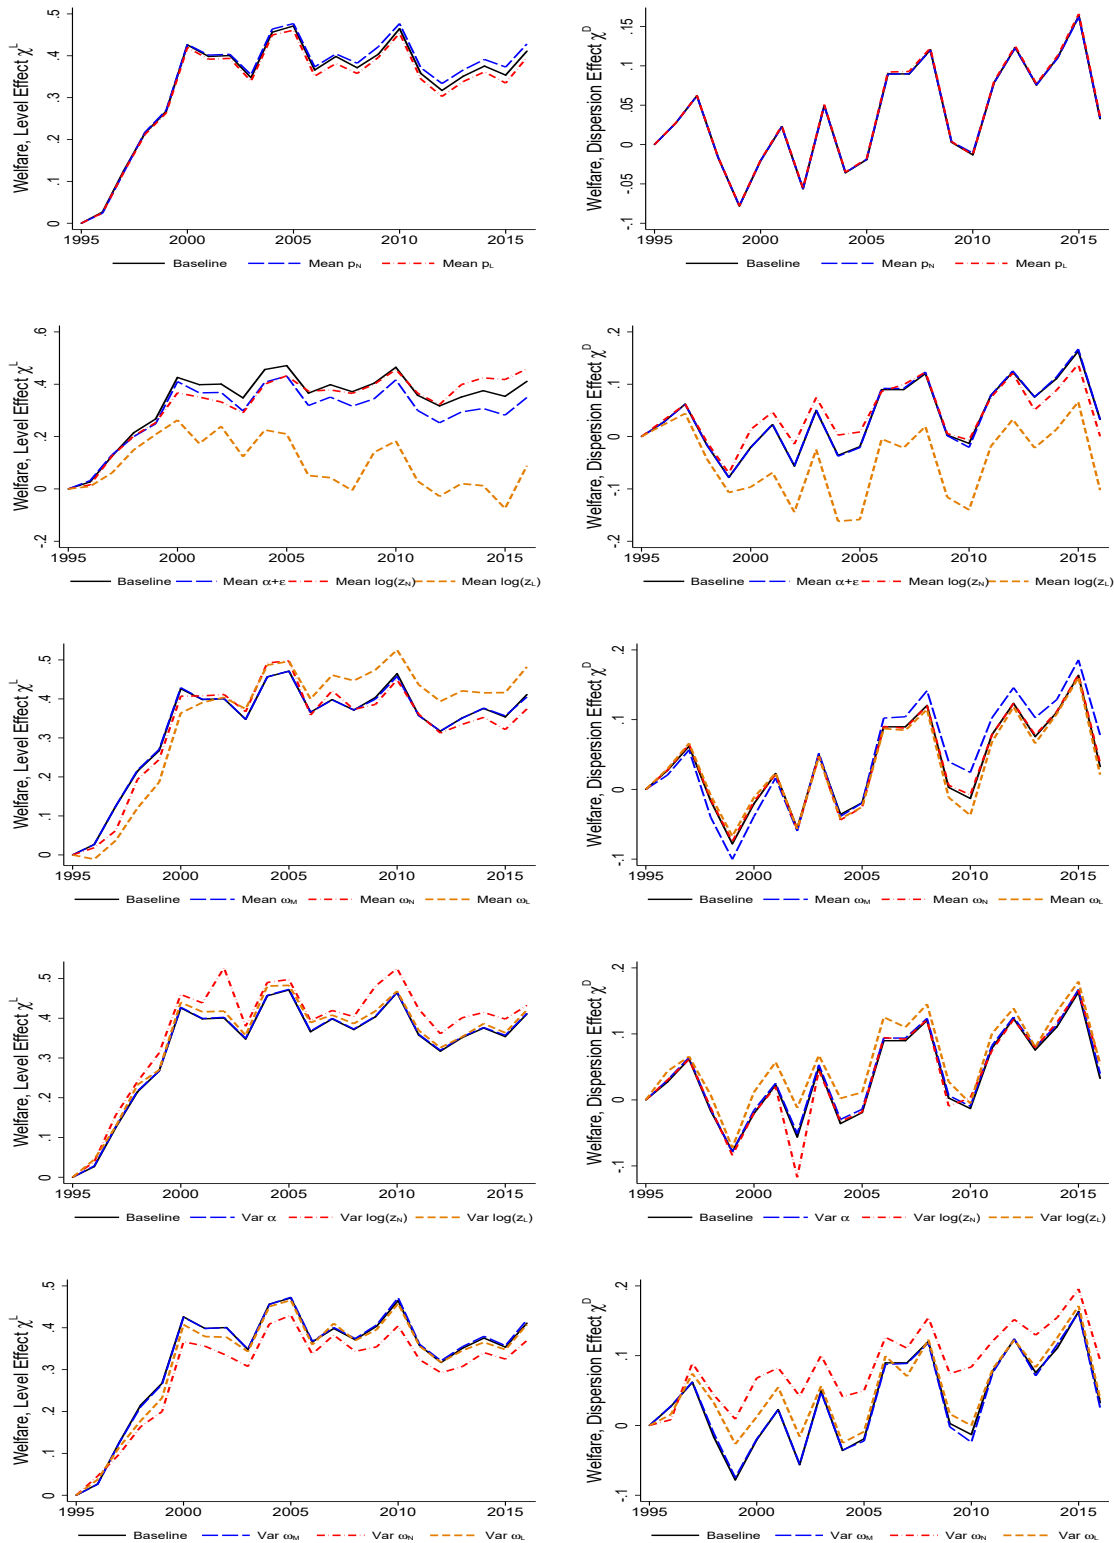 Welfare, Level Effect χᴸ
.5
.4
.3
.2
.1
0
1995 2000 2005 2010 2015
Baseline Mean pN Mean pL
Welfare, Dispersion Effect χᴰ
.15
.1
.05
0
-.05
-.1
1995 2000 2005 2010 2015
Baseline Mean pN Mean pL
Welfare, Level Effect χᴸ
.6
.4
.2
0
-.2
1995 2000 2005 2010 2015
Baseline Mean α+ε Mean log(zN) Mean log(zL)
Welfare, Dispersion Effect χᴰ
.2
.1
0
-.1
-.2
1995 2000 2005 2010 2015
Baseline Mean α+ε Mean log(zN) Mean log(zL)
Welfare, Level Effect χᴸ
.5
.4
.3
.2
.1
0
1995 2000 2005 2010 2015
Baseline Mean ωM Mean ωN Mean ωL
Welfare, Dispersion Effect χᴰ
.2
.1
0
-.1
1995 2000 2005 2010 2015
Baseline Mean ωM Mean ωN Mean ωL
Welfare, Level Effect χᴸ
.5
.4
.3
.2
.1
0
1995 2000 2005 2010 2015
Baseline Var α Var log(zN) Var log(zL)
Welfare, Dispersion Effect χᴰ
.2
.1
0
-.1
1995 2000 2005 2010 2015
Baseline Var α Var log(zN) Var log(zL)
Welfare, Level Effect χᴸ
.5
.4
.3
.2
.1
0
1995 2000 2005 2010 2015
Baseline Var ωM Var ωN Var ωL
Welfare, Dispersion Effect χᴰ
.2
.1
0
-.1
1995 2000 2005 2010 2015
Baseline Var ωM Var ωN Var ωL